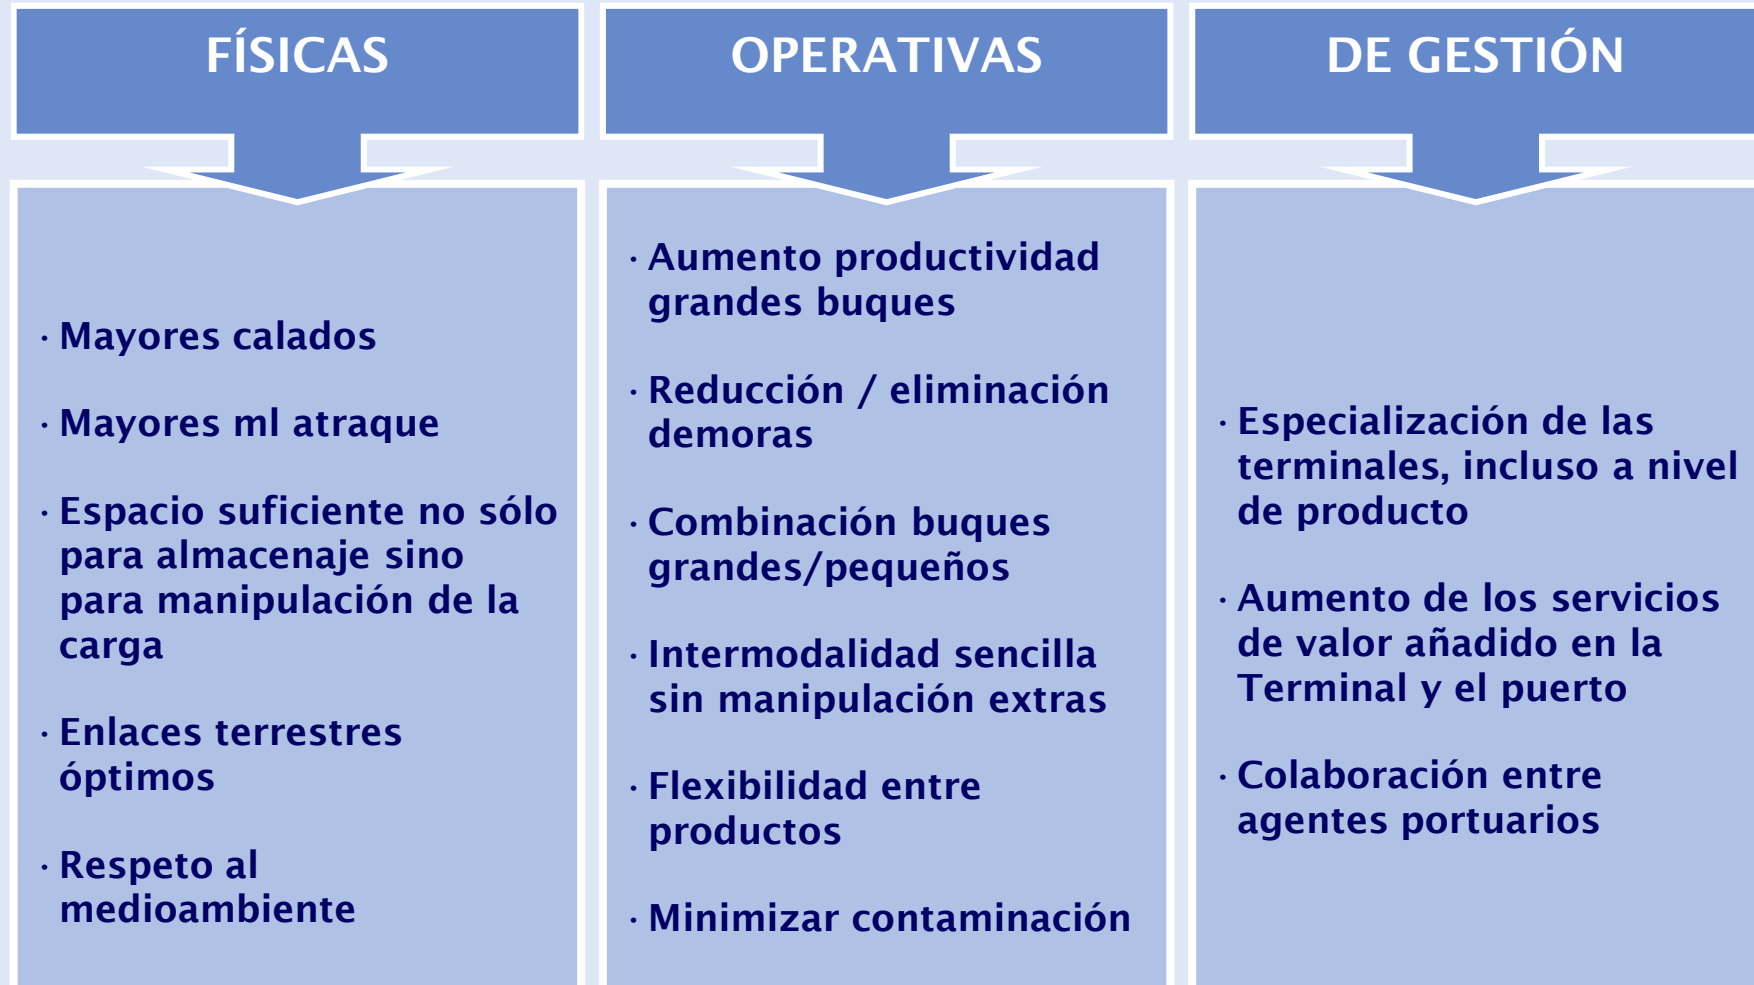 FÍSICAS
· Mayores calados
· Mayores ml atraque
· Espacio suficiente no sólo
para almacenaje sino
para manipulación de la
carga
· Enlaces terrestres
óptimos
· Respeto al
medioambiente
OPERATIVAS
· Aumento productividad
grandes buques
· Reducción / eliminación
demoras
· Combinación buques
grandes/pequeños
· Intermodalidad sencilla
sin manipulación extras
· Flexibilidad entre
productos
· Minimizar contaminación
DE GESTIÓN
· Especialización de las
terminales, incluso a nivel
de producto
· Aumento de los servicios
de valor añadido en la
Terminal y el puerto
· Colaboración entre
agentes portuarios